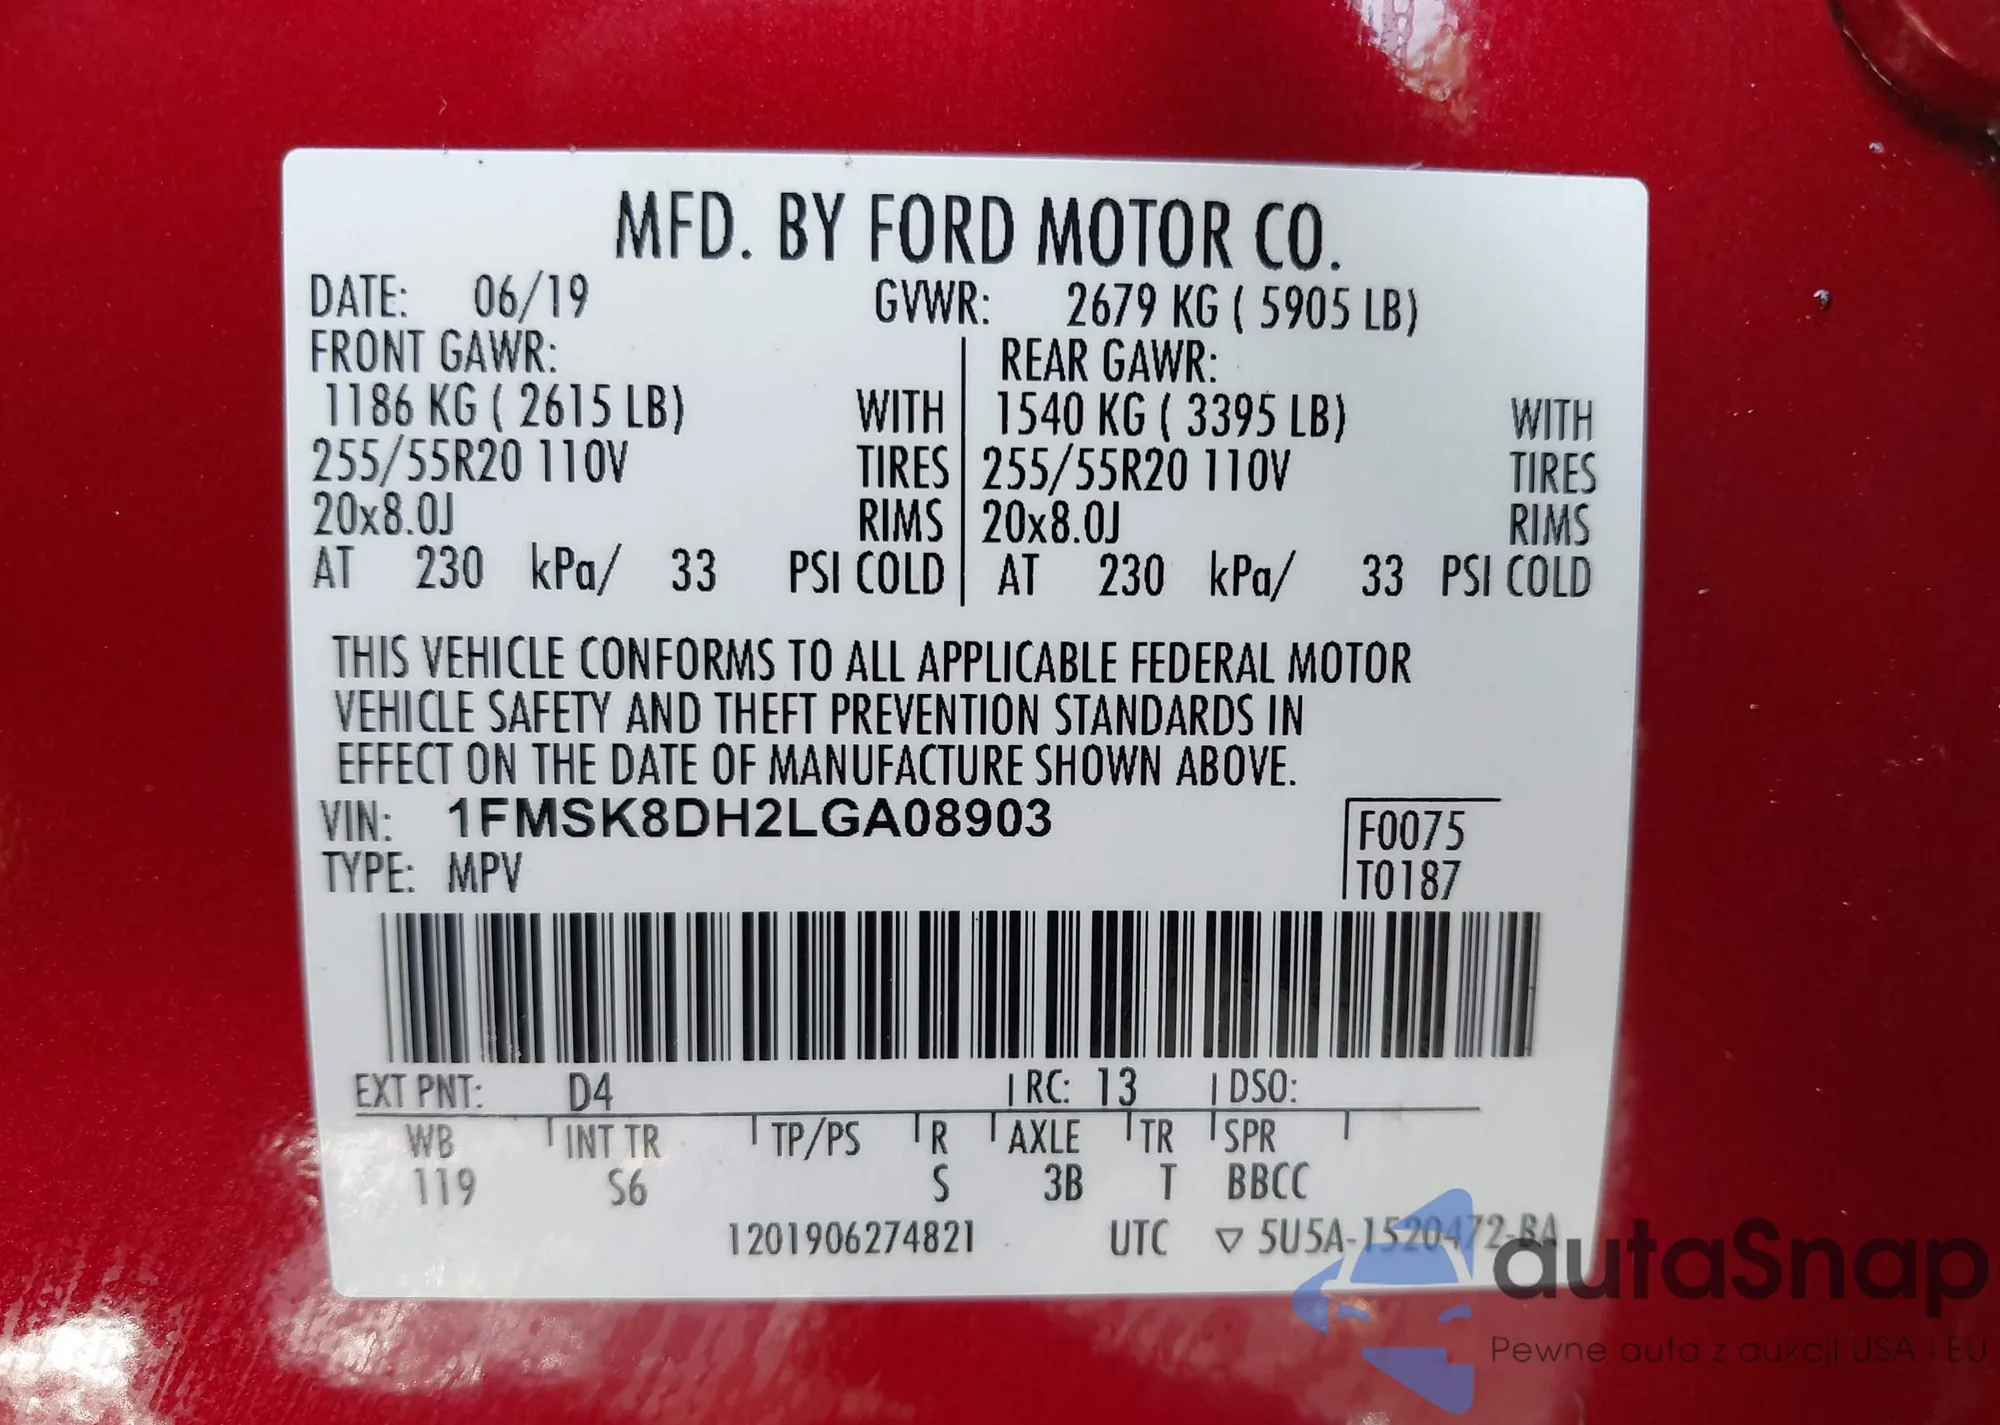 MFD. BY FORD MOTOR CO.
DATE: 06/19 GVWR: 2679 KG ( 5905 LB)
FRONT GAWR: REAR GAWR:
1186 KG ( 2615 LB) WITH 1540 KG ( 3395 LB) WITH
255/55R20 110V TIRES 255/55R20 110V TIRES
20x8.0J RIMS 20x8.0J RIMS
AT 230 kPa/ 33 PSI COLD AT 230 kPa/ 33 PSI COLD
THIS VEHICLE CONFORMS TO ALL APPLICABLE FEDERAL MOTOR
VEHICLE SAFETY AND THEFT PREVENTION STANDARDS IN
EFFECT ON THE DATE OF MANUFACTURE SHOWN ABOVE.
VIN: 1FMSK8DH2LGA08903 F0075
TYPE: MPV T0187
EXT PNT: D4 RC: 13 DSO:
WB INT TR TP/PS R AXLE TR SPR
119 S6 S 3B T BBCC
1201906274821 UTC ▽ 5U5A-1520472-BA
autaSnap
Pewne auta z aukcji USA i EU